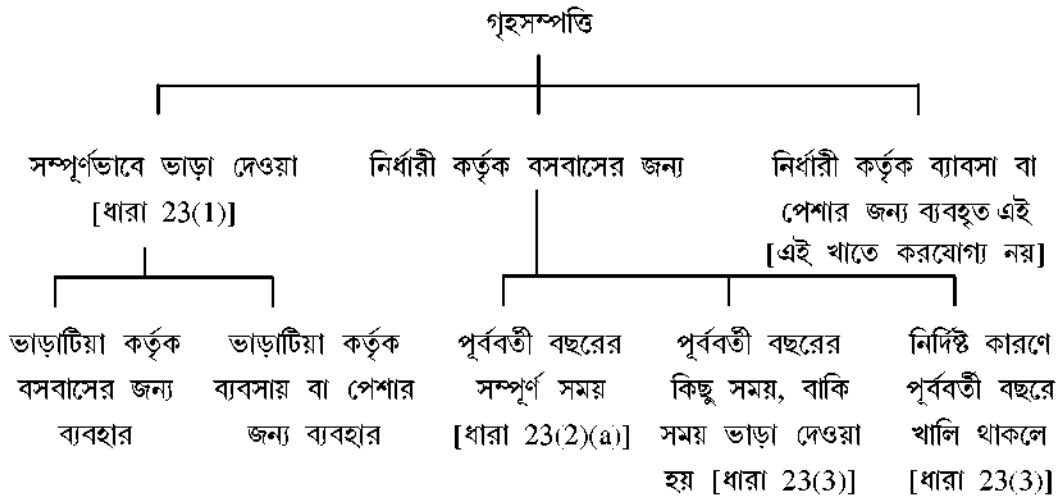 গৃহসম্পত্তি
সম্পূর্ণভাবে ভাড়া দেওয়া
[ধারা 23(1)]
নির্ধারী কর্তৃক বসবাসের জন্য
নির্ধারী কর্তৃক ব্যাবসা বা
পেশার জন্য ব্যবহৃত এই
[এই খাতে করযোগ্য নয়]
ভাড়াটিয়া কর্তৃক
বসবাসের জন্য
ব্যবহার
ভাড়াটিয়া কর্তৃক
ব্যবসায় বা পেশার
জন্য ব্যবহার
পূর্ববর্তী বছরের
সম্পূর্ণ সময়
[ধারা 23(2)(a)]
পূর্ববর্তী বছরের
কিছু সময়, বাকি
সময় ভাড়া দেওয়া
হয় [ধারা 23(3)]
নির্দিষ্ট কারণে
পূর্ববর্তী বছরে
খালি থাকলে
[ধারা 23(3)]